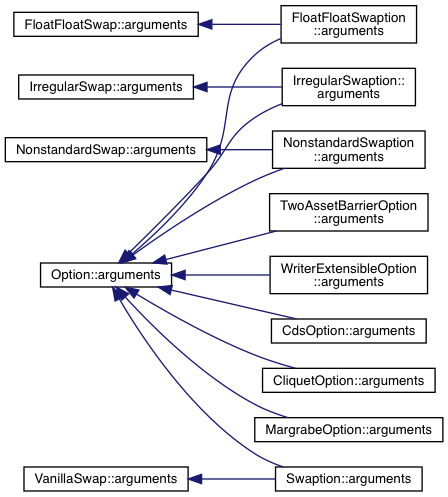 FloatFloatSwap::arguments
FloatFloatSwaption
::arguments
IrregularSwap::arguments
IrregularSwaption::
arguments
NonstandardSwap::arguments
NonstandardSwaption
::arguments
TwoAssetBarrierOption
::arguments
Option::arguments
WriterExtensibleOption
::arguments
CdsOption::arguments
CliquetOption::arguments
MargrabeOption::arguments
VanillaSwap::arguments
Swaption::arguments